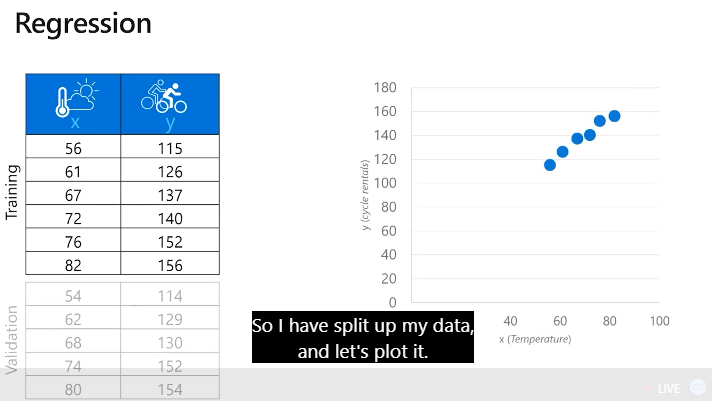 Regression
x y
Training
56 115
61 126
67 137
72 140
76 152
82 156
Validation
54 114
62 129
68 130
74 152
80 154
y (cycle rentals)
180
160
140
120
100
80
60
40
20
0
40 60 80 100
x (Temperature)
So I have split up my data,
and let's plot it.
LIVE